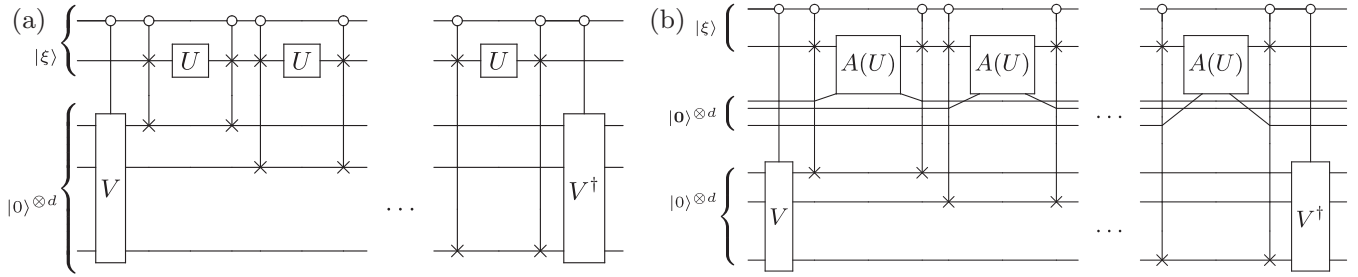 (a)
|ξ⟩
U U U
|0⟩⊗d
V ... V†
(b)
|ξ⟩
A(U) A(U) A(U)
|𝟎⟩⊗d
...
|0⟩⊗d
V ... V†